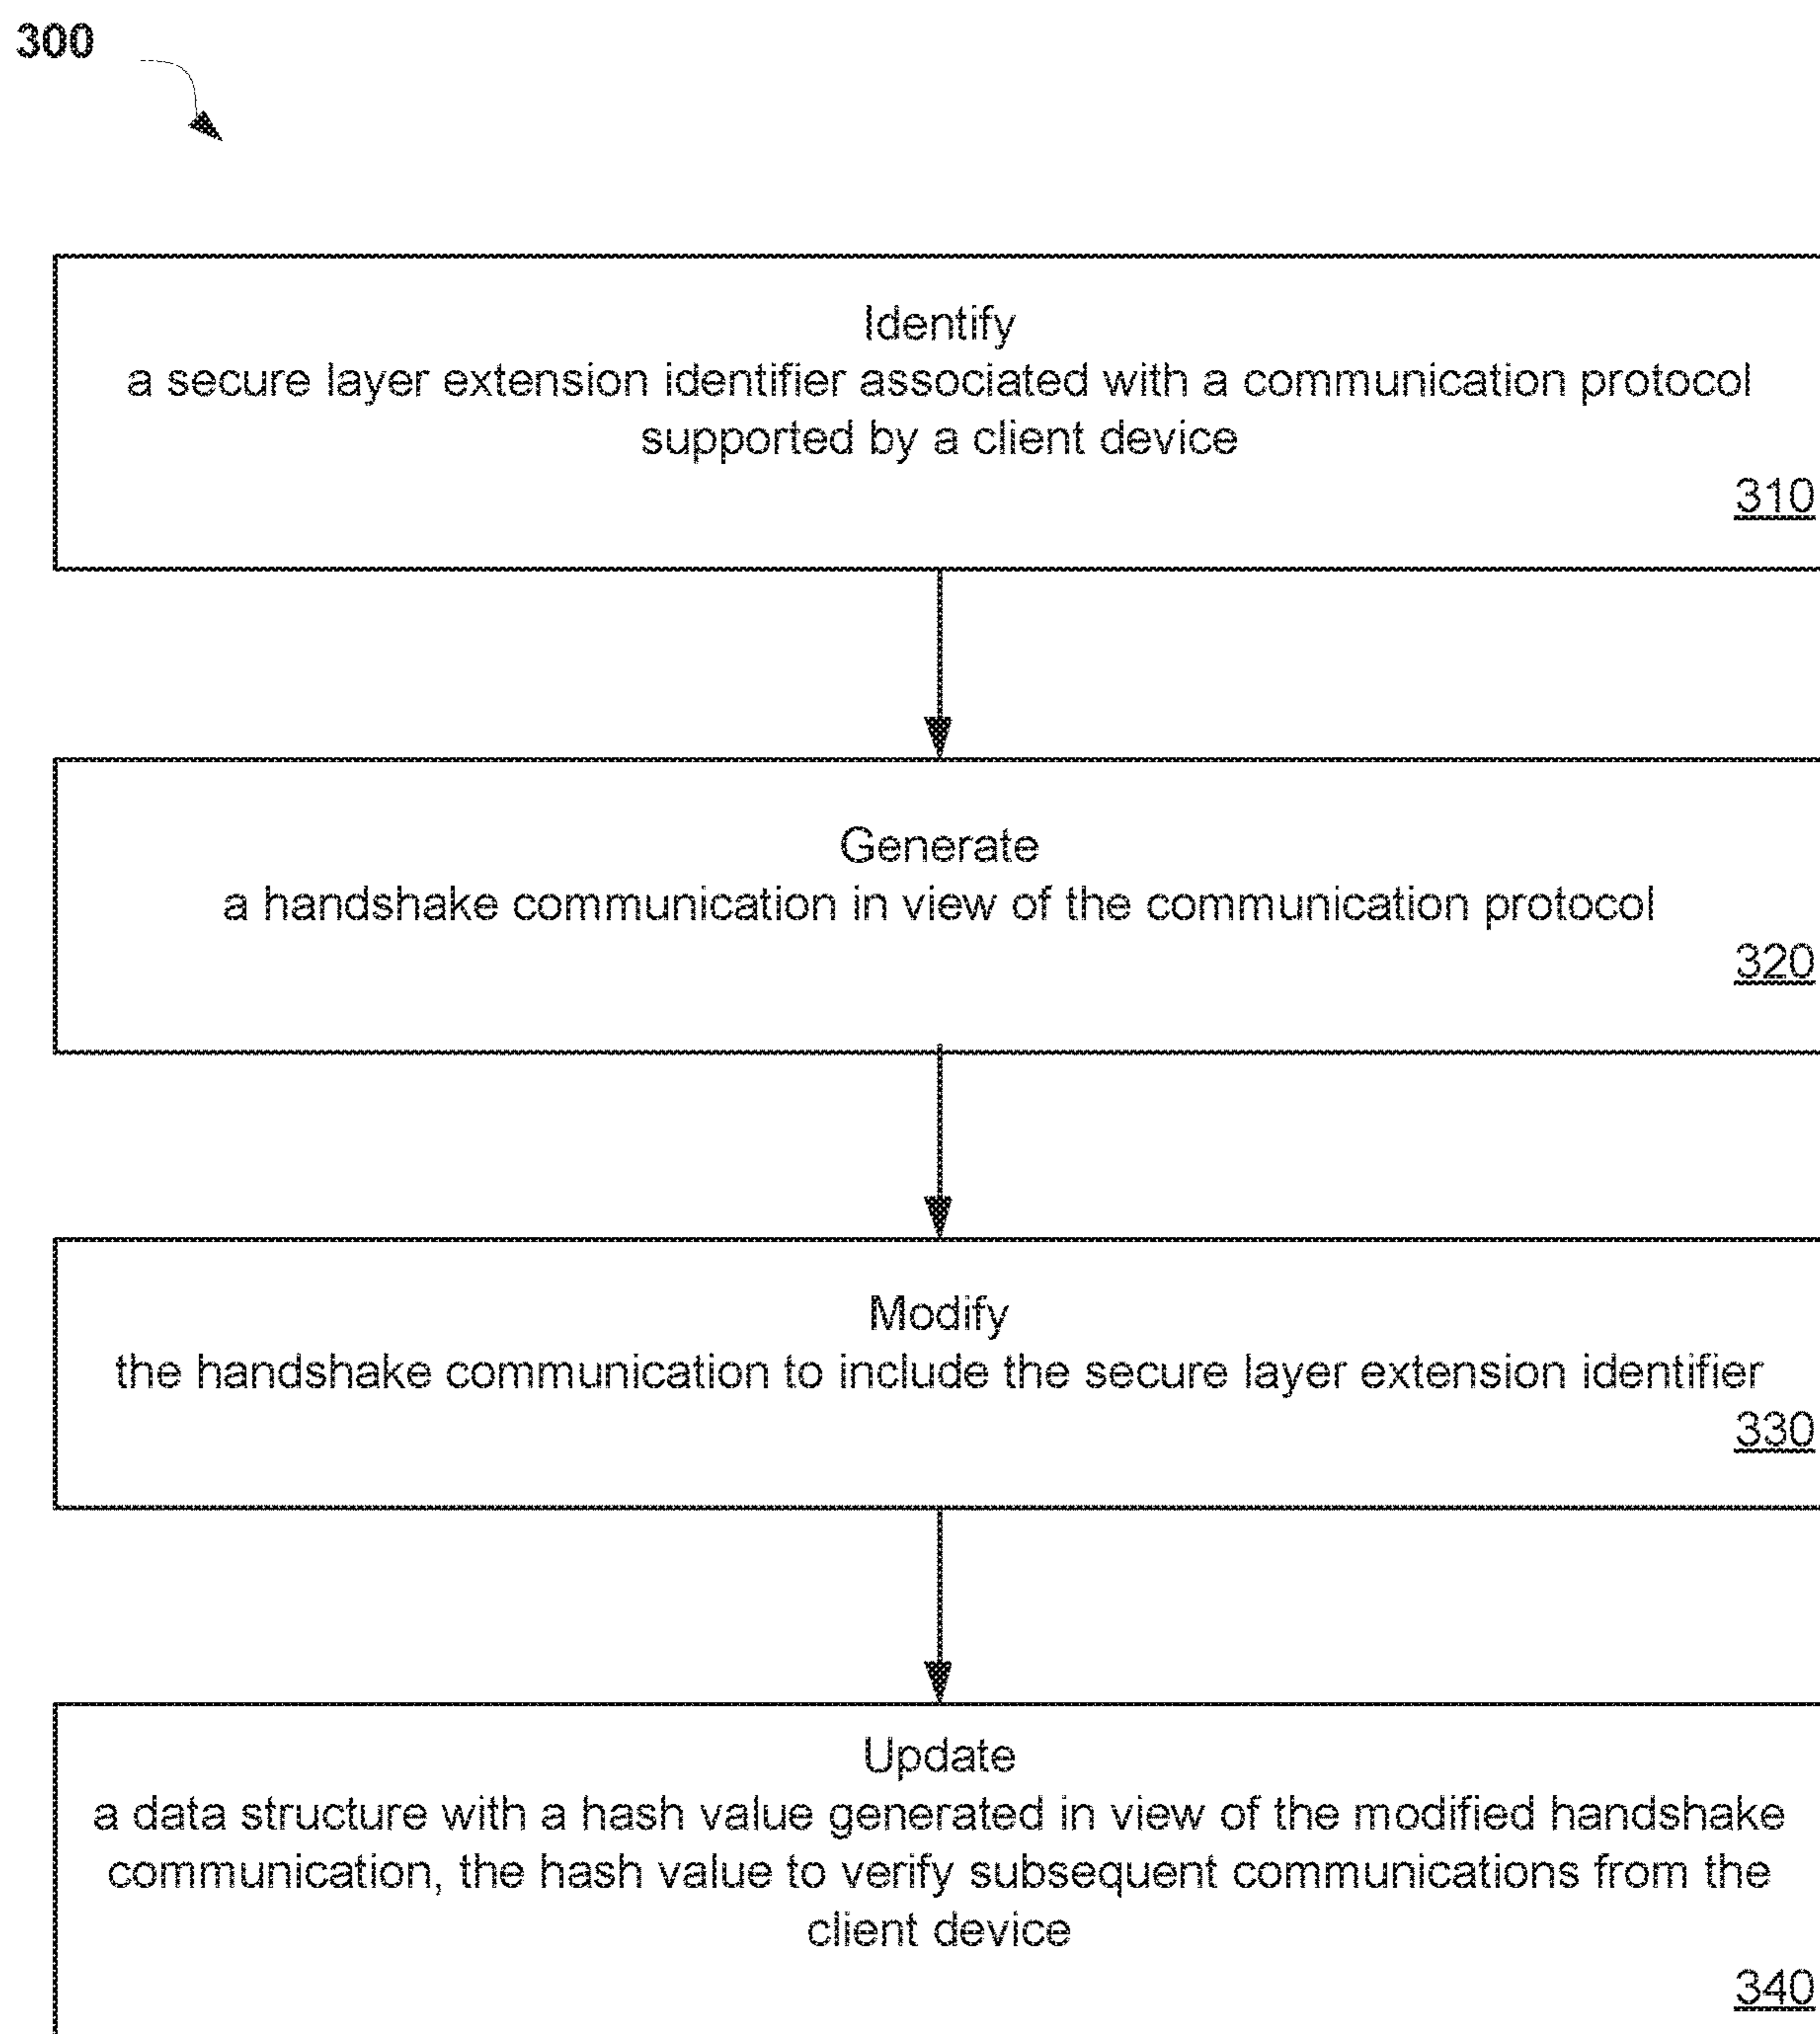 300
Identify
a secure layer extension identifier associated with a communication protocol
supported by a client device
310
Generate
a handshake communication in view of the communication protocol
320
Modify
the handshake communication to include the secure layer extension identifier
330
Update
a data structure with a hash value generated in view of the modified handshake
communication, the hash value to verify subsequent communications from the
client device
340